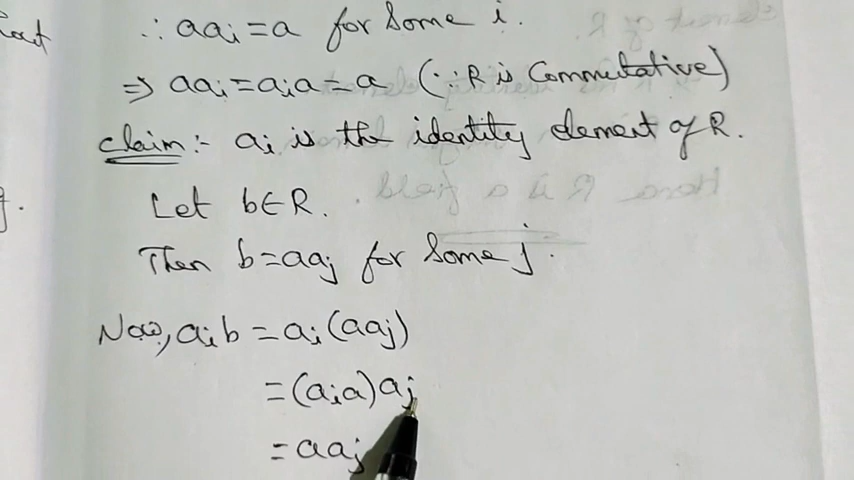 ∴ aaᵢ = a for some i.
⇒ aaᵢ = aᵢa = a (∵ R is Commutative)
Claim:- aᵢ is the identity element of R.
Let b ∈ R.
Then b = aaⱼ for some j.
Now, aᵢb = aᵢ(aaⱼ)
= (aᵢa)aⱼ
= aaⱼ